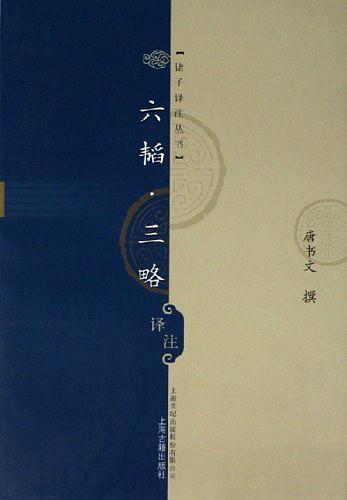 【诸子译注丛书】
六韬·三略
译注
唐书文 撰
上海世纪出版股份有限公司
上海古籍出版社